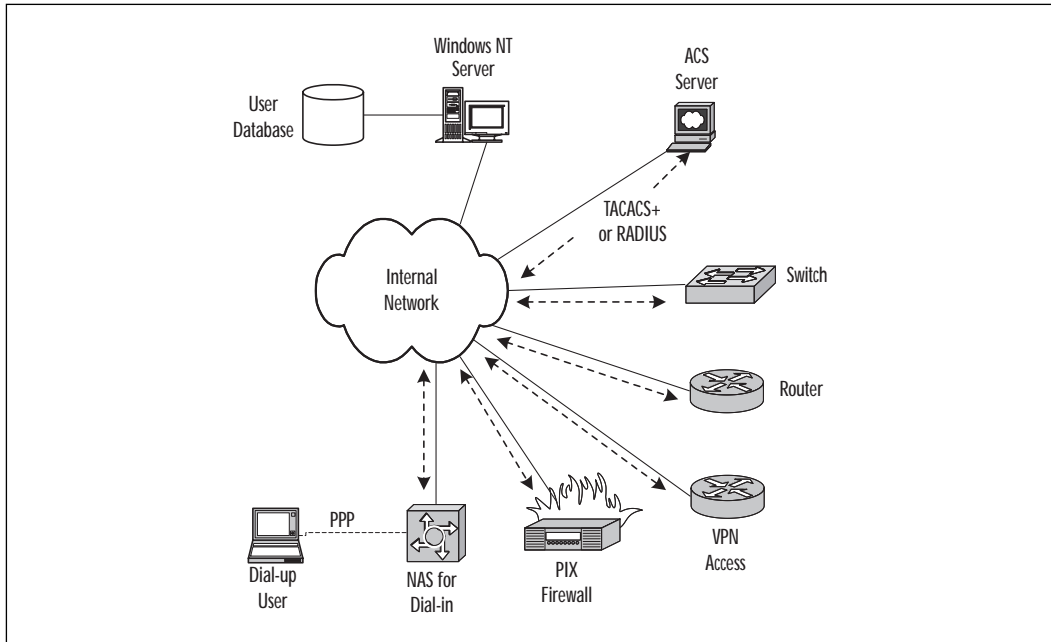 Windows NT
Server
ACS
Server
User
Database
TACACS+
or RADIUS
Internal
Network
Switch
Router
PPP
VPN
Access
Dial-up
User
NAS for
Dial-in
PIX
Firewall